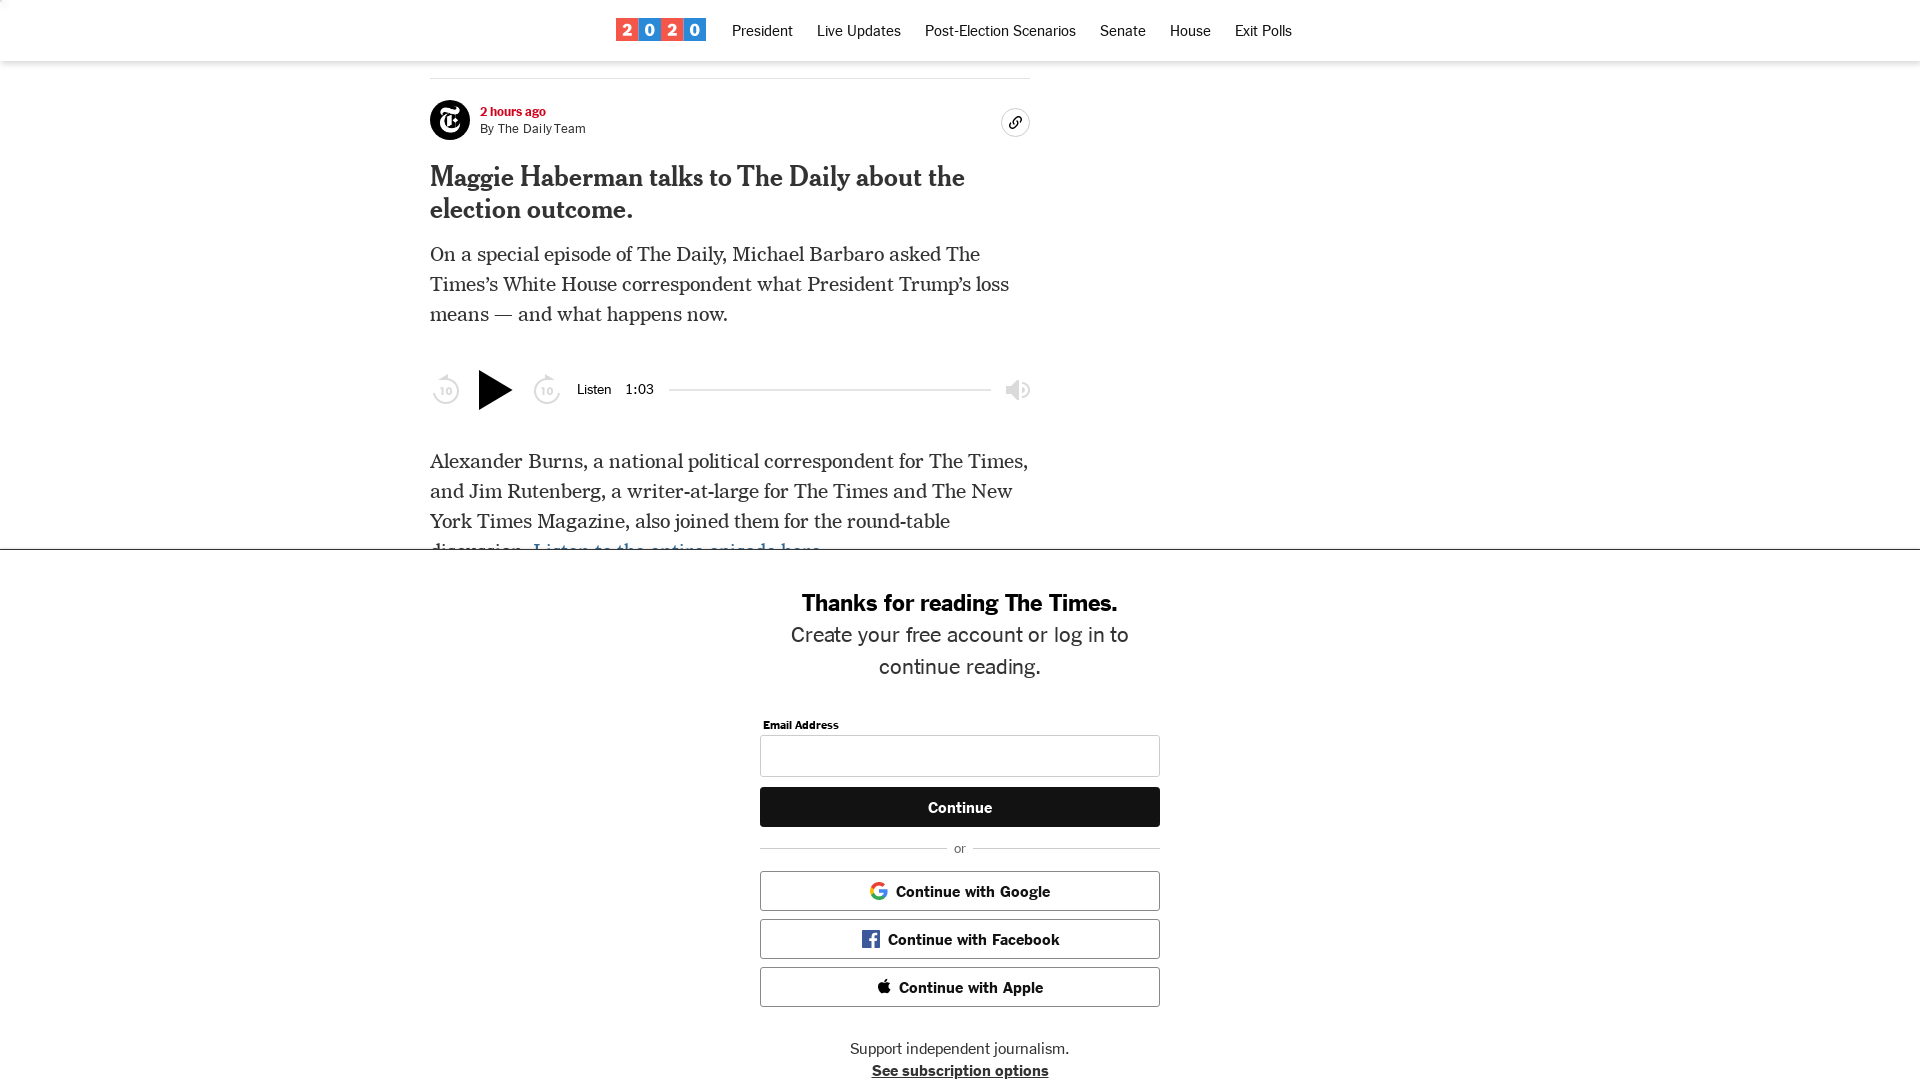 2020 President Live Updates Post-Election Scenarios Senate House Exit Polls
2 hours ago
By The Daily Team
Maggie Haberman talks to The Daily about the
election outcome.
On a special episode of The Daily, Michael Barbaro asked The
Times’s White House correspondent what President Trump’s loss
means — and what happens now.
10 10 Listen 1:03
Alexander Burns, a national political correspondent for The Times,
and Jim Rutenberg, a writer-at-large for The Times and The New
York Times Magazine, also joined them for the round-table
discussion. Listen to the entire episode here.
Thanks for reading The Times.
Create your free account or log in to
continue reading.
Email Address
Continue
or
Continue with Google
Continue with Facebook
Continue with Apple
Support independent journalism.
See subscription options